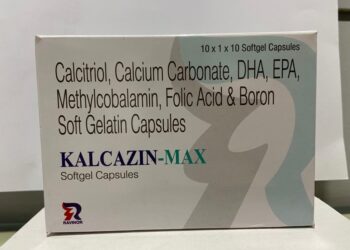 10 x 1 x 10 Softgel Capsules
Calcitriol, Calcium Carbonate, DHA, EPA,
Methylcobalamin, Folic Acid & Boron
Soft Gelatin Capsules
KALCAZIN-MAX
Softgel Capsules
RAVINOR